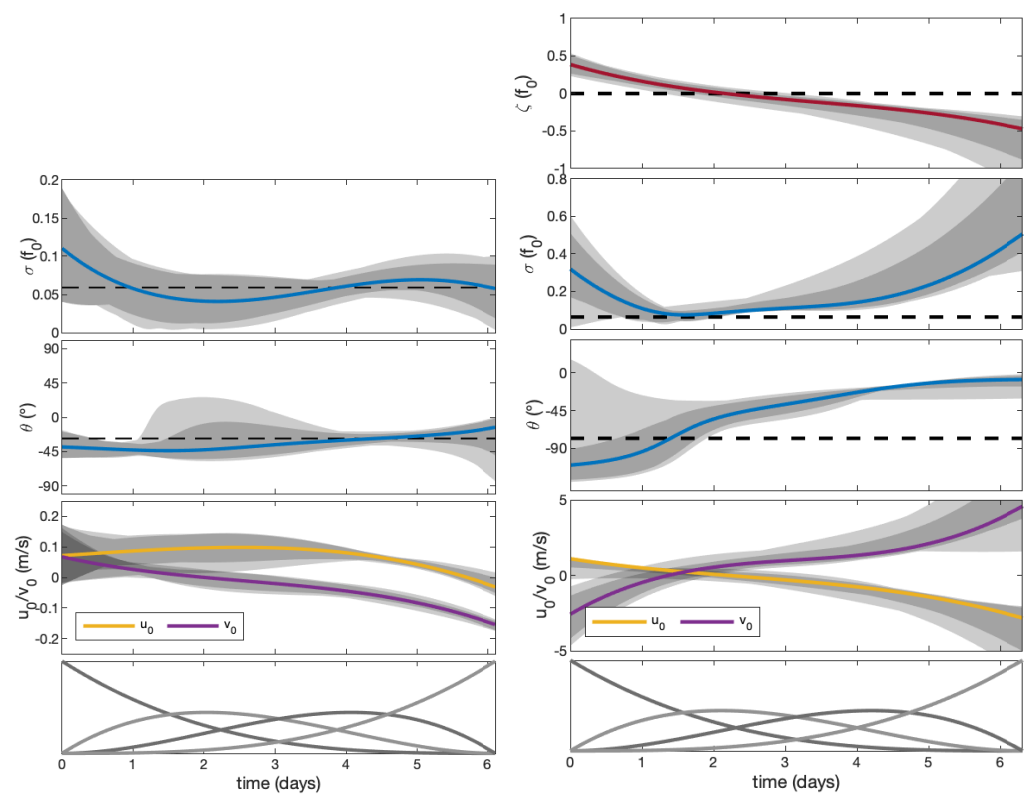 1
0.5
0
-0.5
-1
ζ (f₀)
0.2
0.15
0.1
0.05
0
σ (f₀)
0.8
0.6
0.4
0.2
0
σ (f₀)
90
45
0
-45
-90
θ (°)
0
-45
-90
θ (°)
0.2
0.1
0
-0.1
-0.2
u₀/v₀ (m/s)
u₀ v₀
5
0
-5
u₀/v₀ (m/s)
u₀ v₀
0 1 2 3 4 5 6
time (days)
0 1 2 3 4 5 6
time (days)